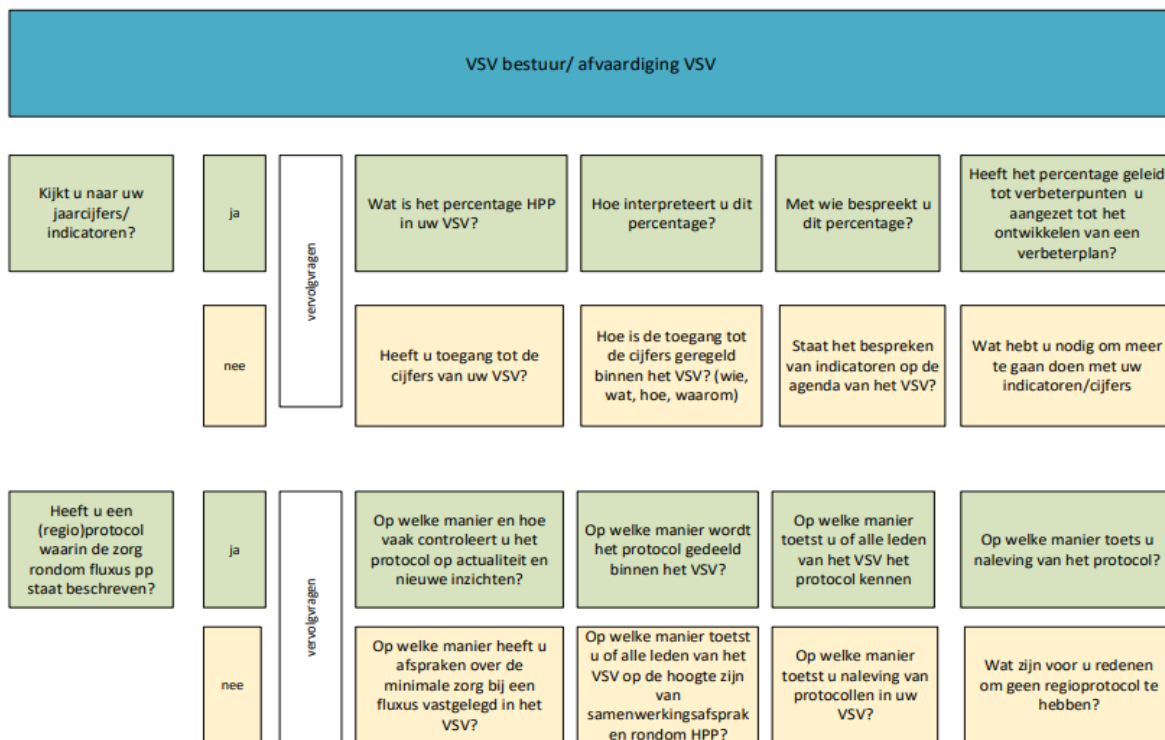 VSV bestuur/ afvaardiging VSV
Kijkt u naar uw
jaarcijfers/
indicatoren?
ja
vervolgvragen
Wat is het percentage HPP
in uw VSV?
Hoe interpreteert u dit
percentage?
Met wie bespreekt u
dit percentage?
Heeft het percentage geleid
tot verbeterpunten u
aangezet tot het
ontwikkelen van een
verbeterplan?
nee
Heeft u toegang tot de
cijfers van uw VSV?
Hoe is de toegang tot
de cijfers geregeld
binnen het VSV? (wie,
wat, hoe, waarom)
Staat het bespreken
van indicatoren op de
agenda van het VSV?
Wat hebt u nodig om meer
te gaan doen met uw
indicatoren/cijfers
Heeft u een
(regio)protocol
waarin de zorg
rondom fluxus pp
staat beschreven?
ja
vervolgvragen
Op welke manier en hoe
vaak controleert u het
protocol op actualiteit en
nieuwe inzichten?
Op welke manier wordt
het protocol gedeeld
binnen het VSV?
Op welke manier
toetst u of alle leden
van het VSV het
protocol kennen
Op welke manier toets u
naleving van het protocol?
nee
Op welke manier heeft u
afspraken over de
minimale zorg bij een
fluxus vastgelegd in het
VSV?
Op welke manier toetst
u of alle leden van het
VSV op de hoogte zijn
van
samenwerkingsafsprak
en rondom HPP?
Op welke manier
toetst u naleving van
protocollen in uw
VSV?
Wat zijn voor u redenen
om geen regioprotocol te
hebben?